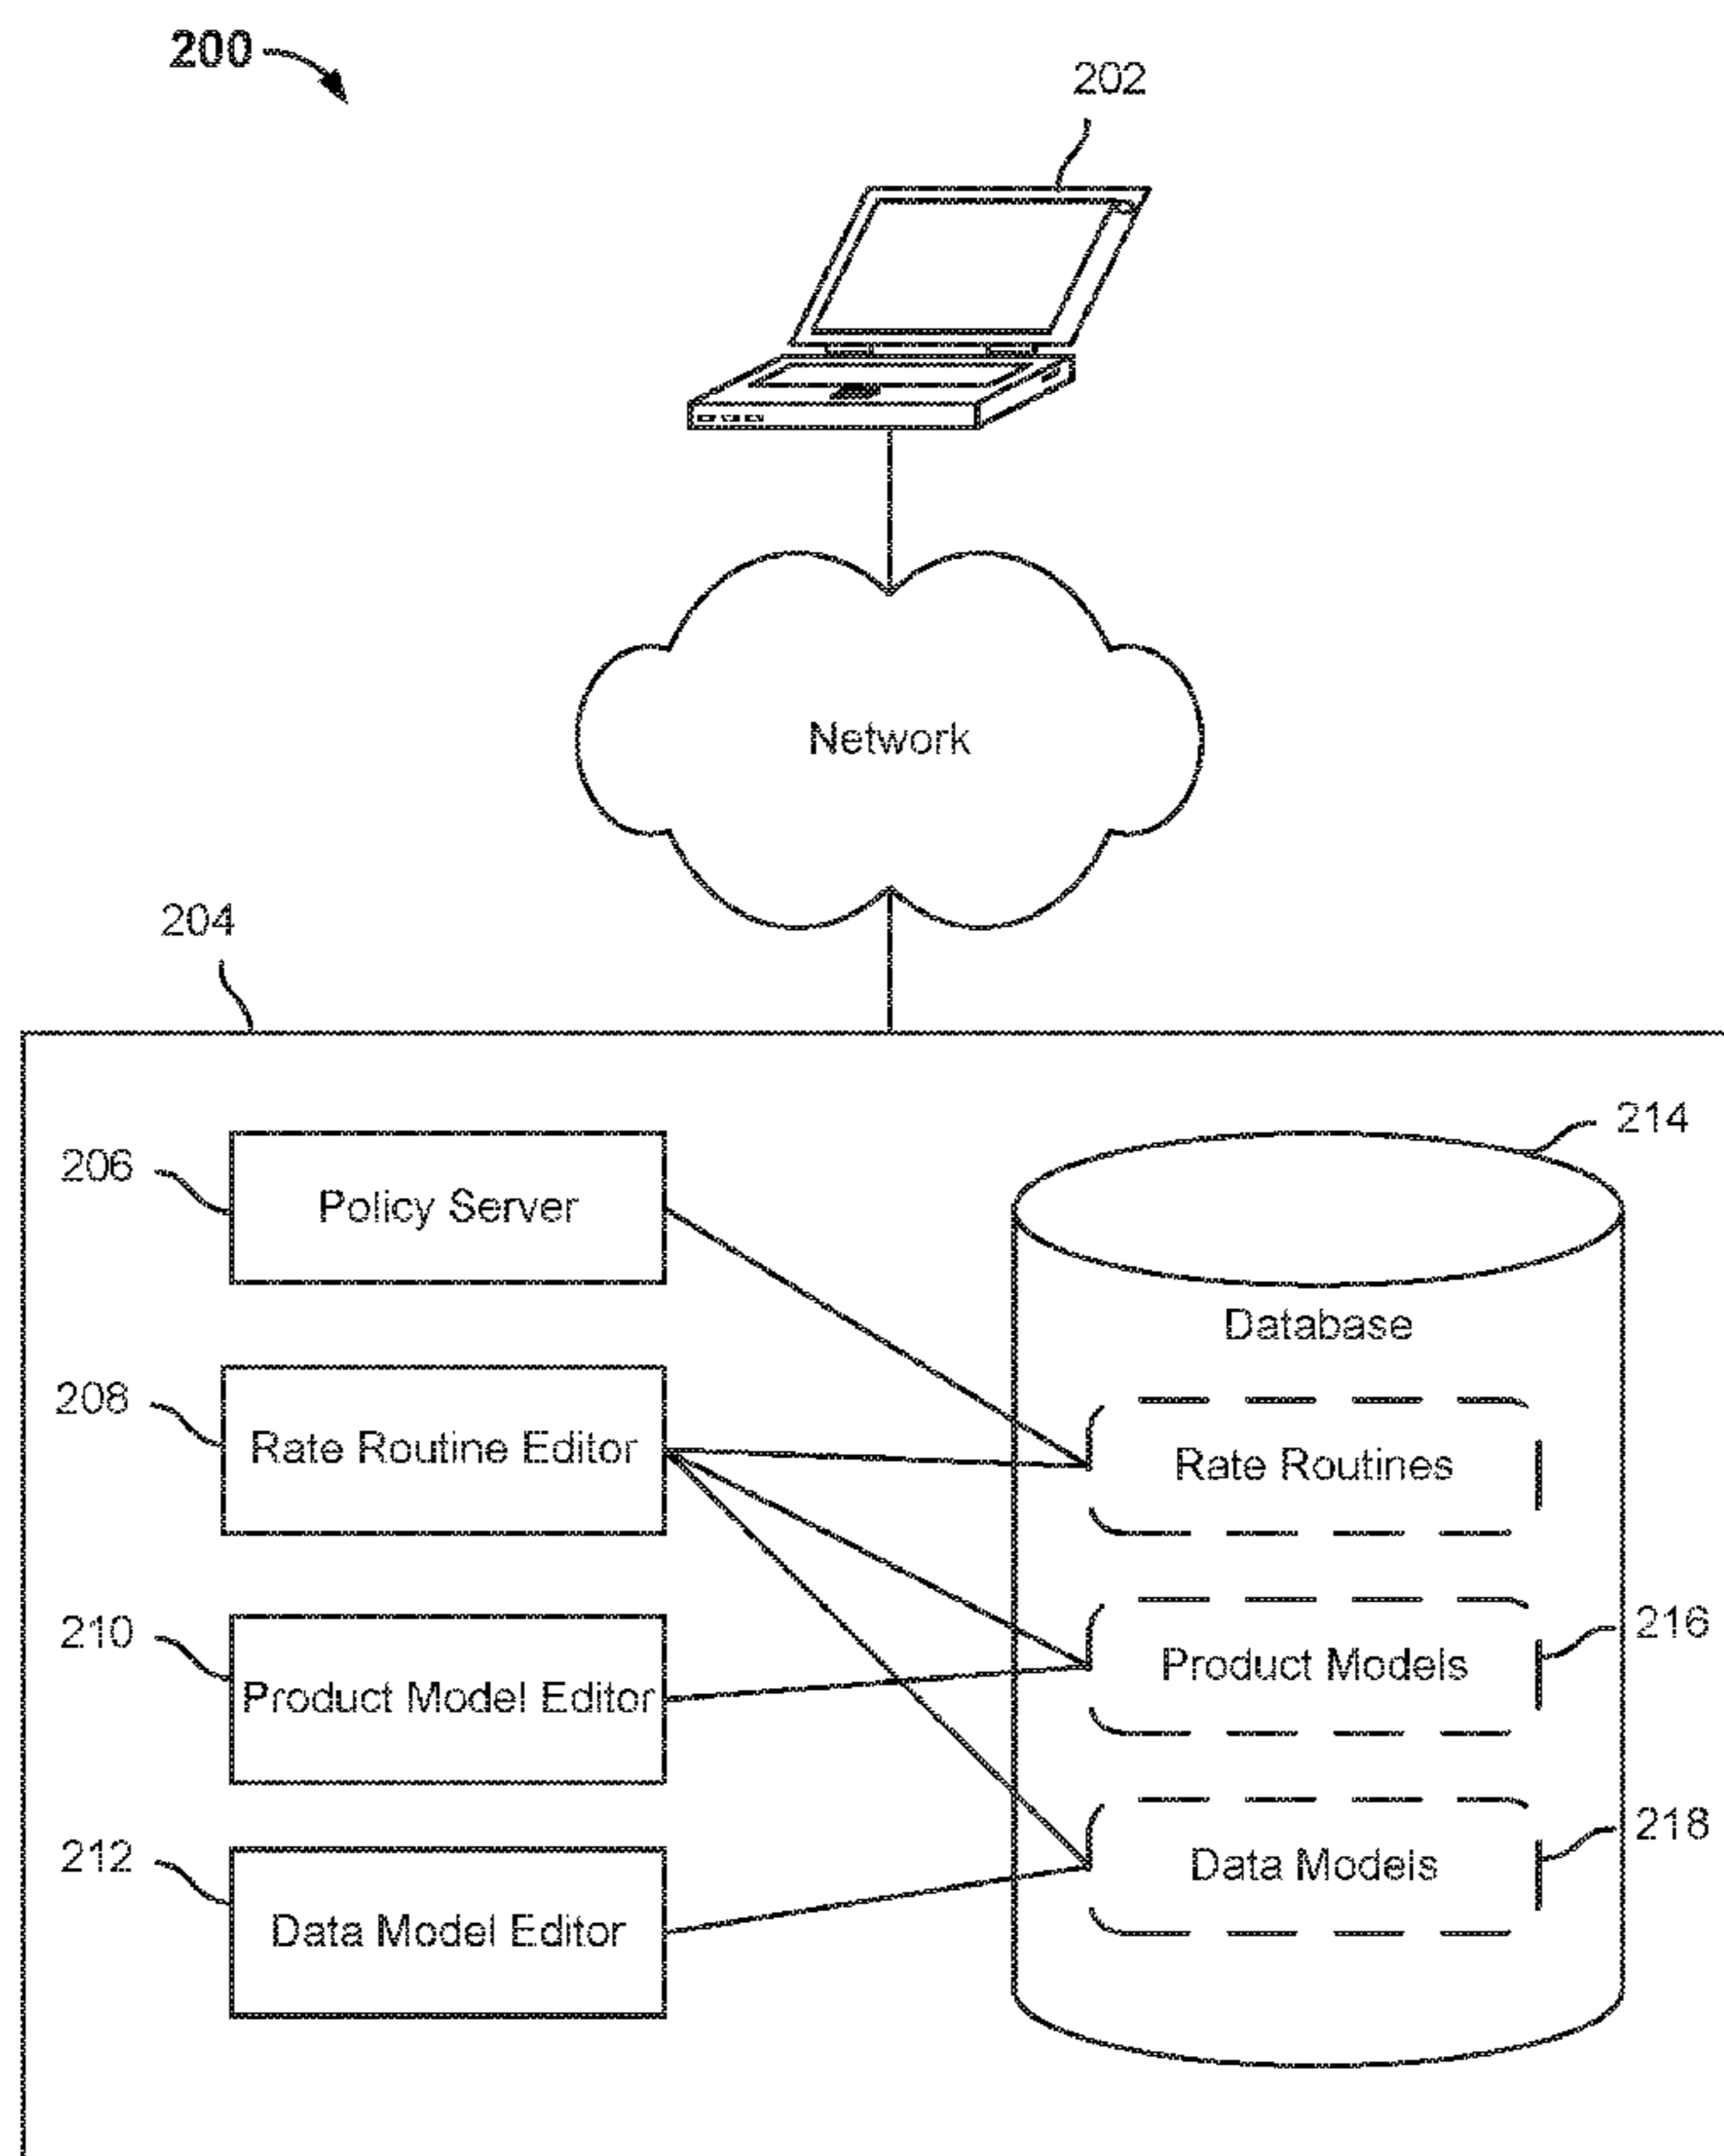 200
202
Network
204
206
Policy Server
214
Database
208
Rate Routine Editor
Rate Routines
210
Product Model Editor
Product Models
216
212
Data Model Editor
Data Models
218